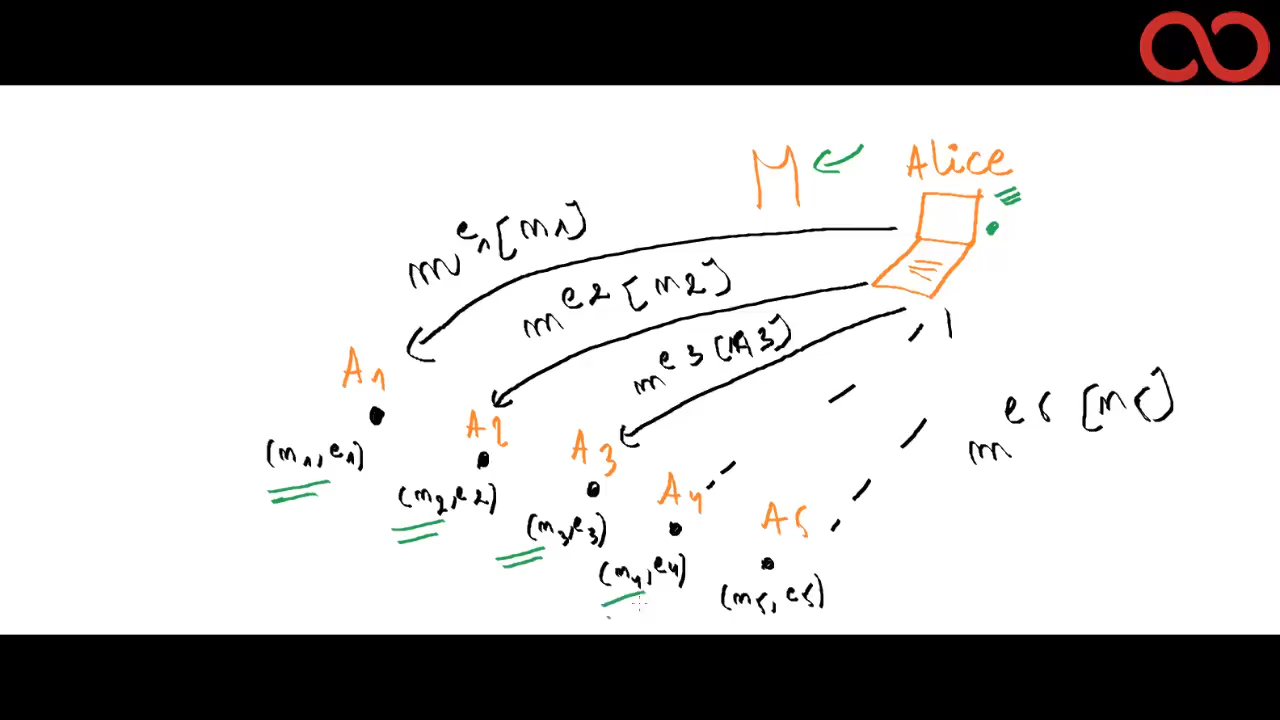 M Alice
m^e1 [m1]
m^e2 [m2]
m^e3 [m3]
A1
m^e5 [m5]
A2
A3
(m1, e1)
A4
(m2, e2)
A5
(m3, e3)
(m4, e4)
(m5, e5)